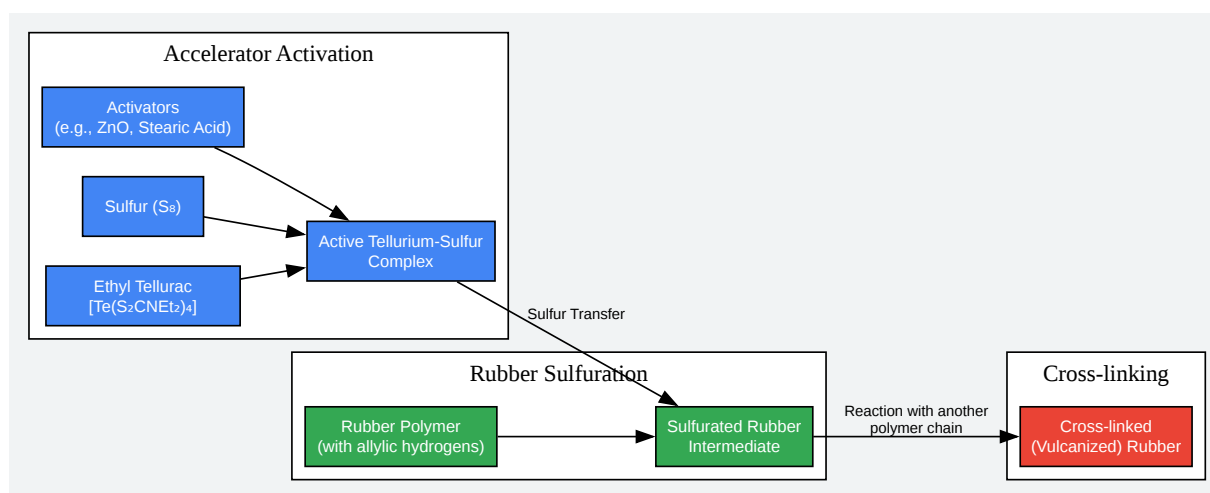 Accelerator Activation
Activators
(e.g., ZnO, Stearic Acid)
Sulfur (S₈)
Active Tellurium-Sulfur
Complex
Ethyl Tellurac
[Te(S₂CNEt₂)₄]
Sulfur Transfer
Rubber Sulfuration
Rubber Polymer
(with allylic hydrogens)
Sulfurated Rubber
Intermediate
Reaction with another
polymer chain
Cross-linking
Cross-linked
(Vulcanized) Rubber